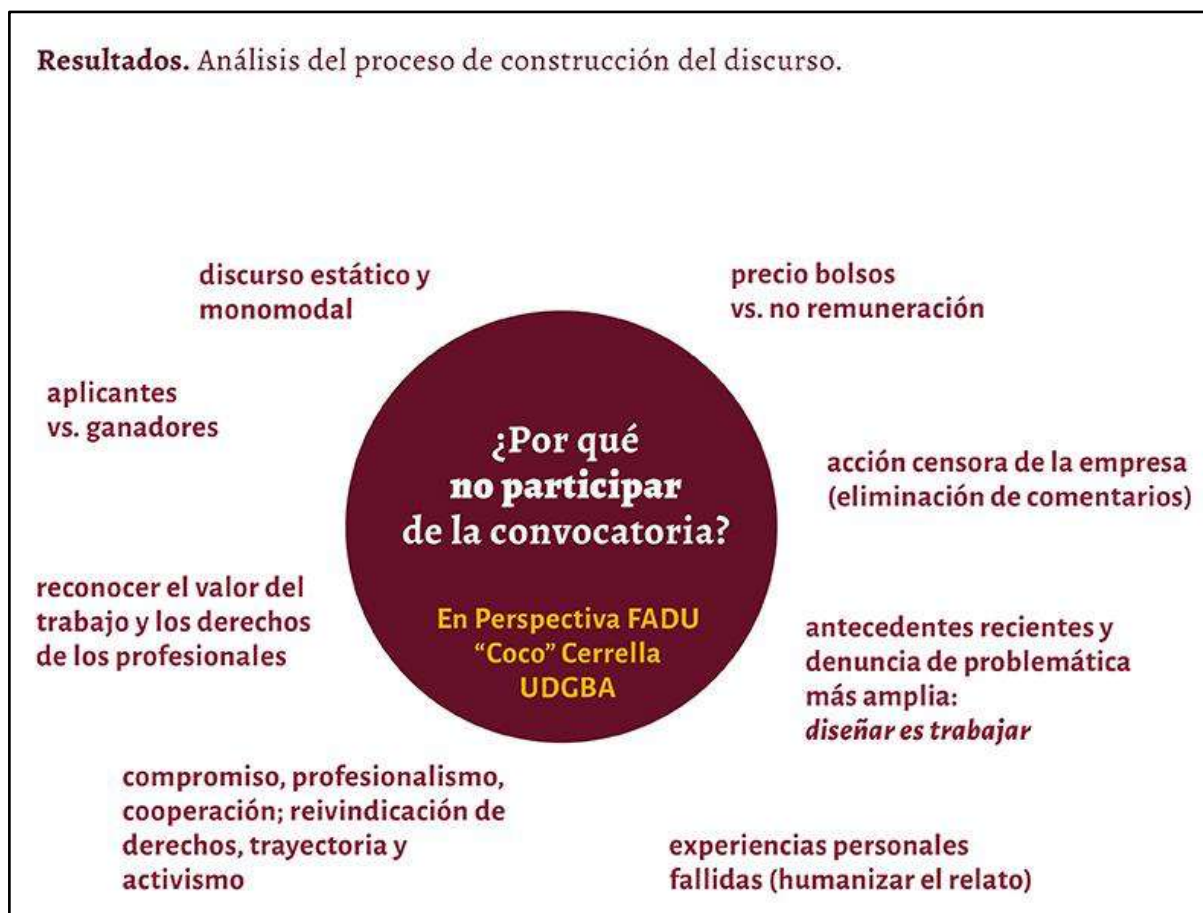 Resultados. Análisis del proceso de construcción del discurso.
discurso estático y
monomodal
precio bolsos
vs. no remuneración
aplicantes
vs. ganadores
¿Por qué
no participar
de la convocatoria?
En Perspectiva FADU
“Coco” Cerrella
UDGBA
acción censora de la empresa
(eliminación de comentarios)
reconocer el valor del
trabajo y los derechos
de los profesionales
antecedentes recientes y
denuncia de problemática
más amplia:
diseñar es trabajar
compromiso, profesionalismo,
cooperación; reivindicación de
derechos, trayectoria y
activismo
experiencias personales
fallidas (humanizar el relato)